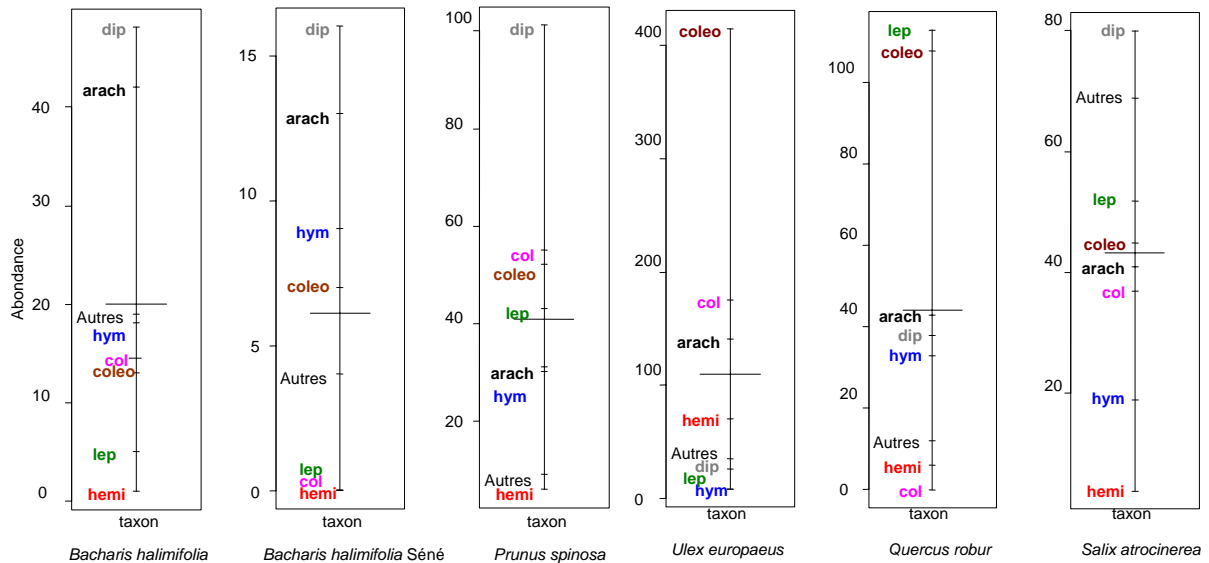 Abondance
40
30
20
10
0
dip
arach
Autres
hym
col
coleo
lep
hemi
taxon
Bacharis halimifolia
15
10
5
0
dip
arach
hym
coleo
Autres
lep
col
hemi
taxon
Bacharis halimifolia Séné
100
80
60
40
20
dip
col
coleo
lep
arach
hym
Autres
hemi
taxon
Prunus spinosa
400
300
200
100
0
coleo
col
arach
hemi
Autres
dip
lep
hym
taxon
Ulex europaeus
100
80
60
40
20
0
lep
coleo
arach
dip
hym
Autres
hemi
col
taxon
Quercus robur
80
60
40
20
dip
Autres
lep
coleo
arach
col
hym
hemi
taxon
Salix atrocinerea